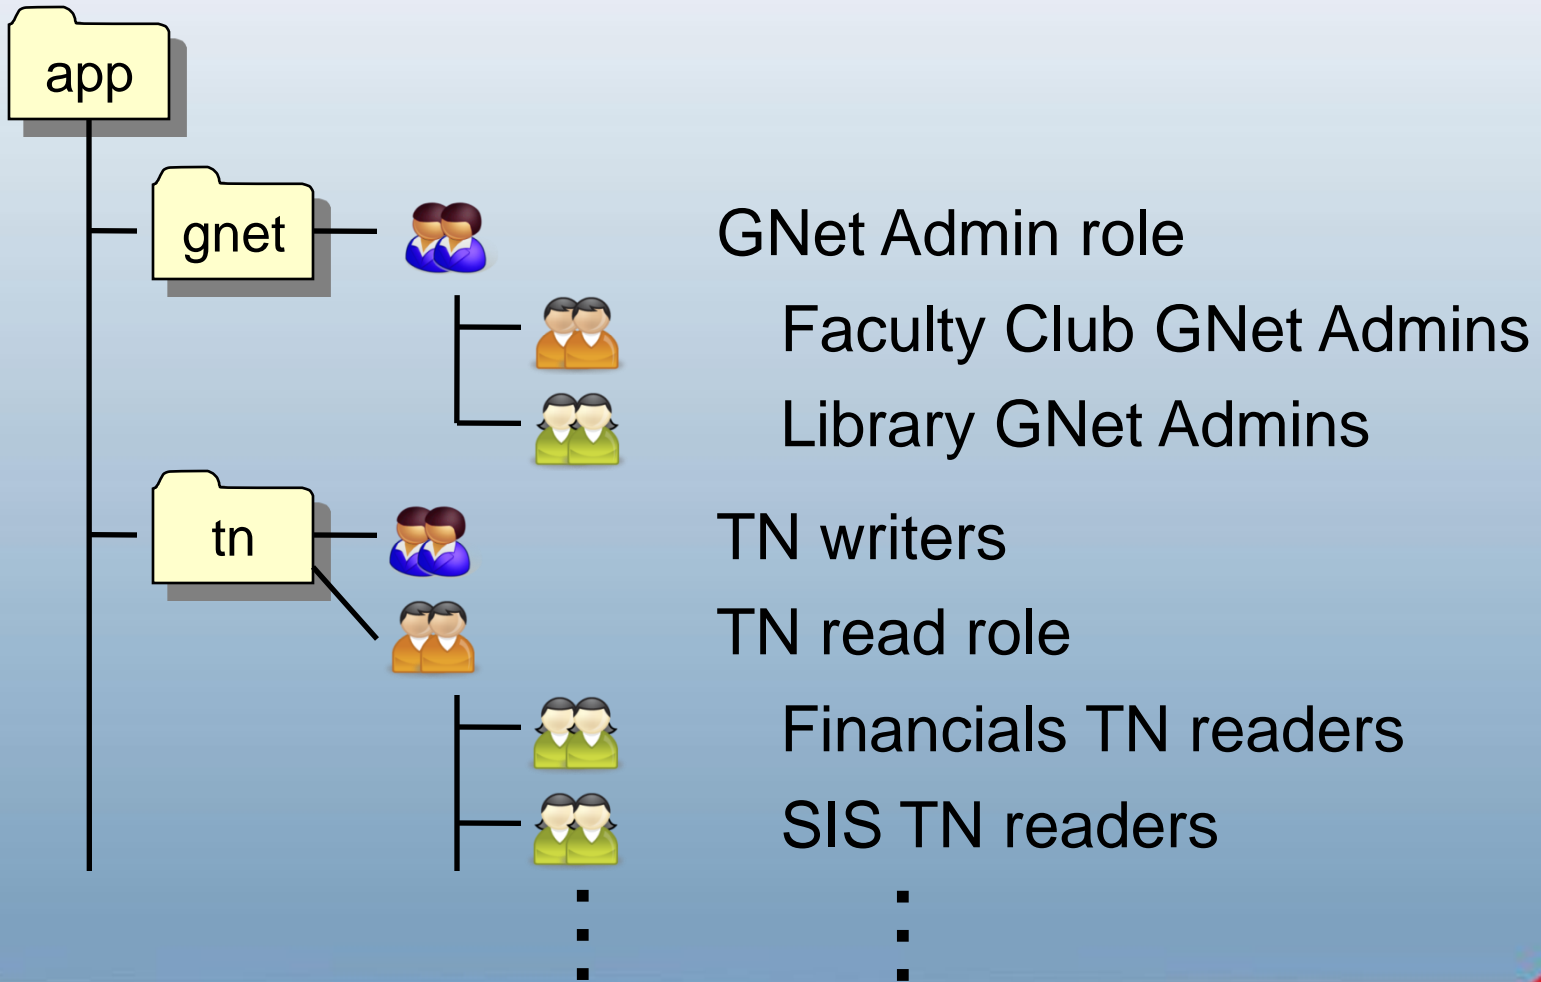 app
gnet
GNet Admin role
Faculty Club GNet Admins
Library GNet Admins
tn
TN writers
TN read role
Financials TN readers
SIS TN readers